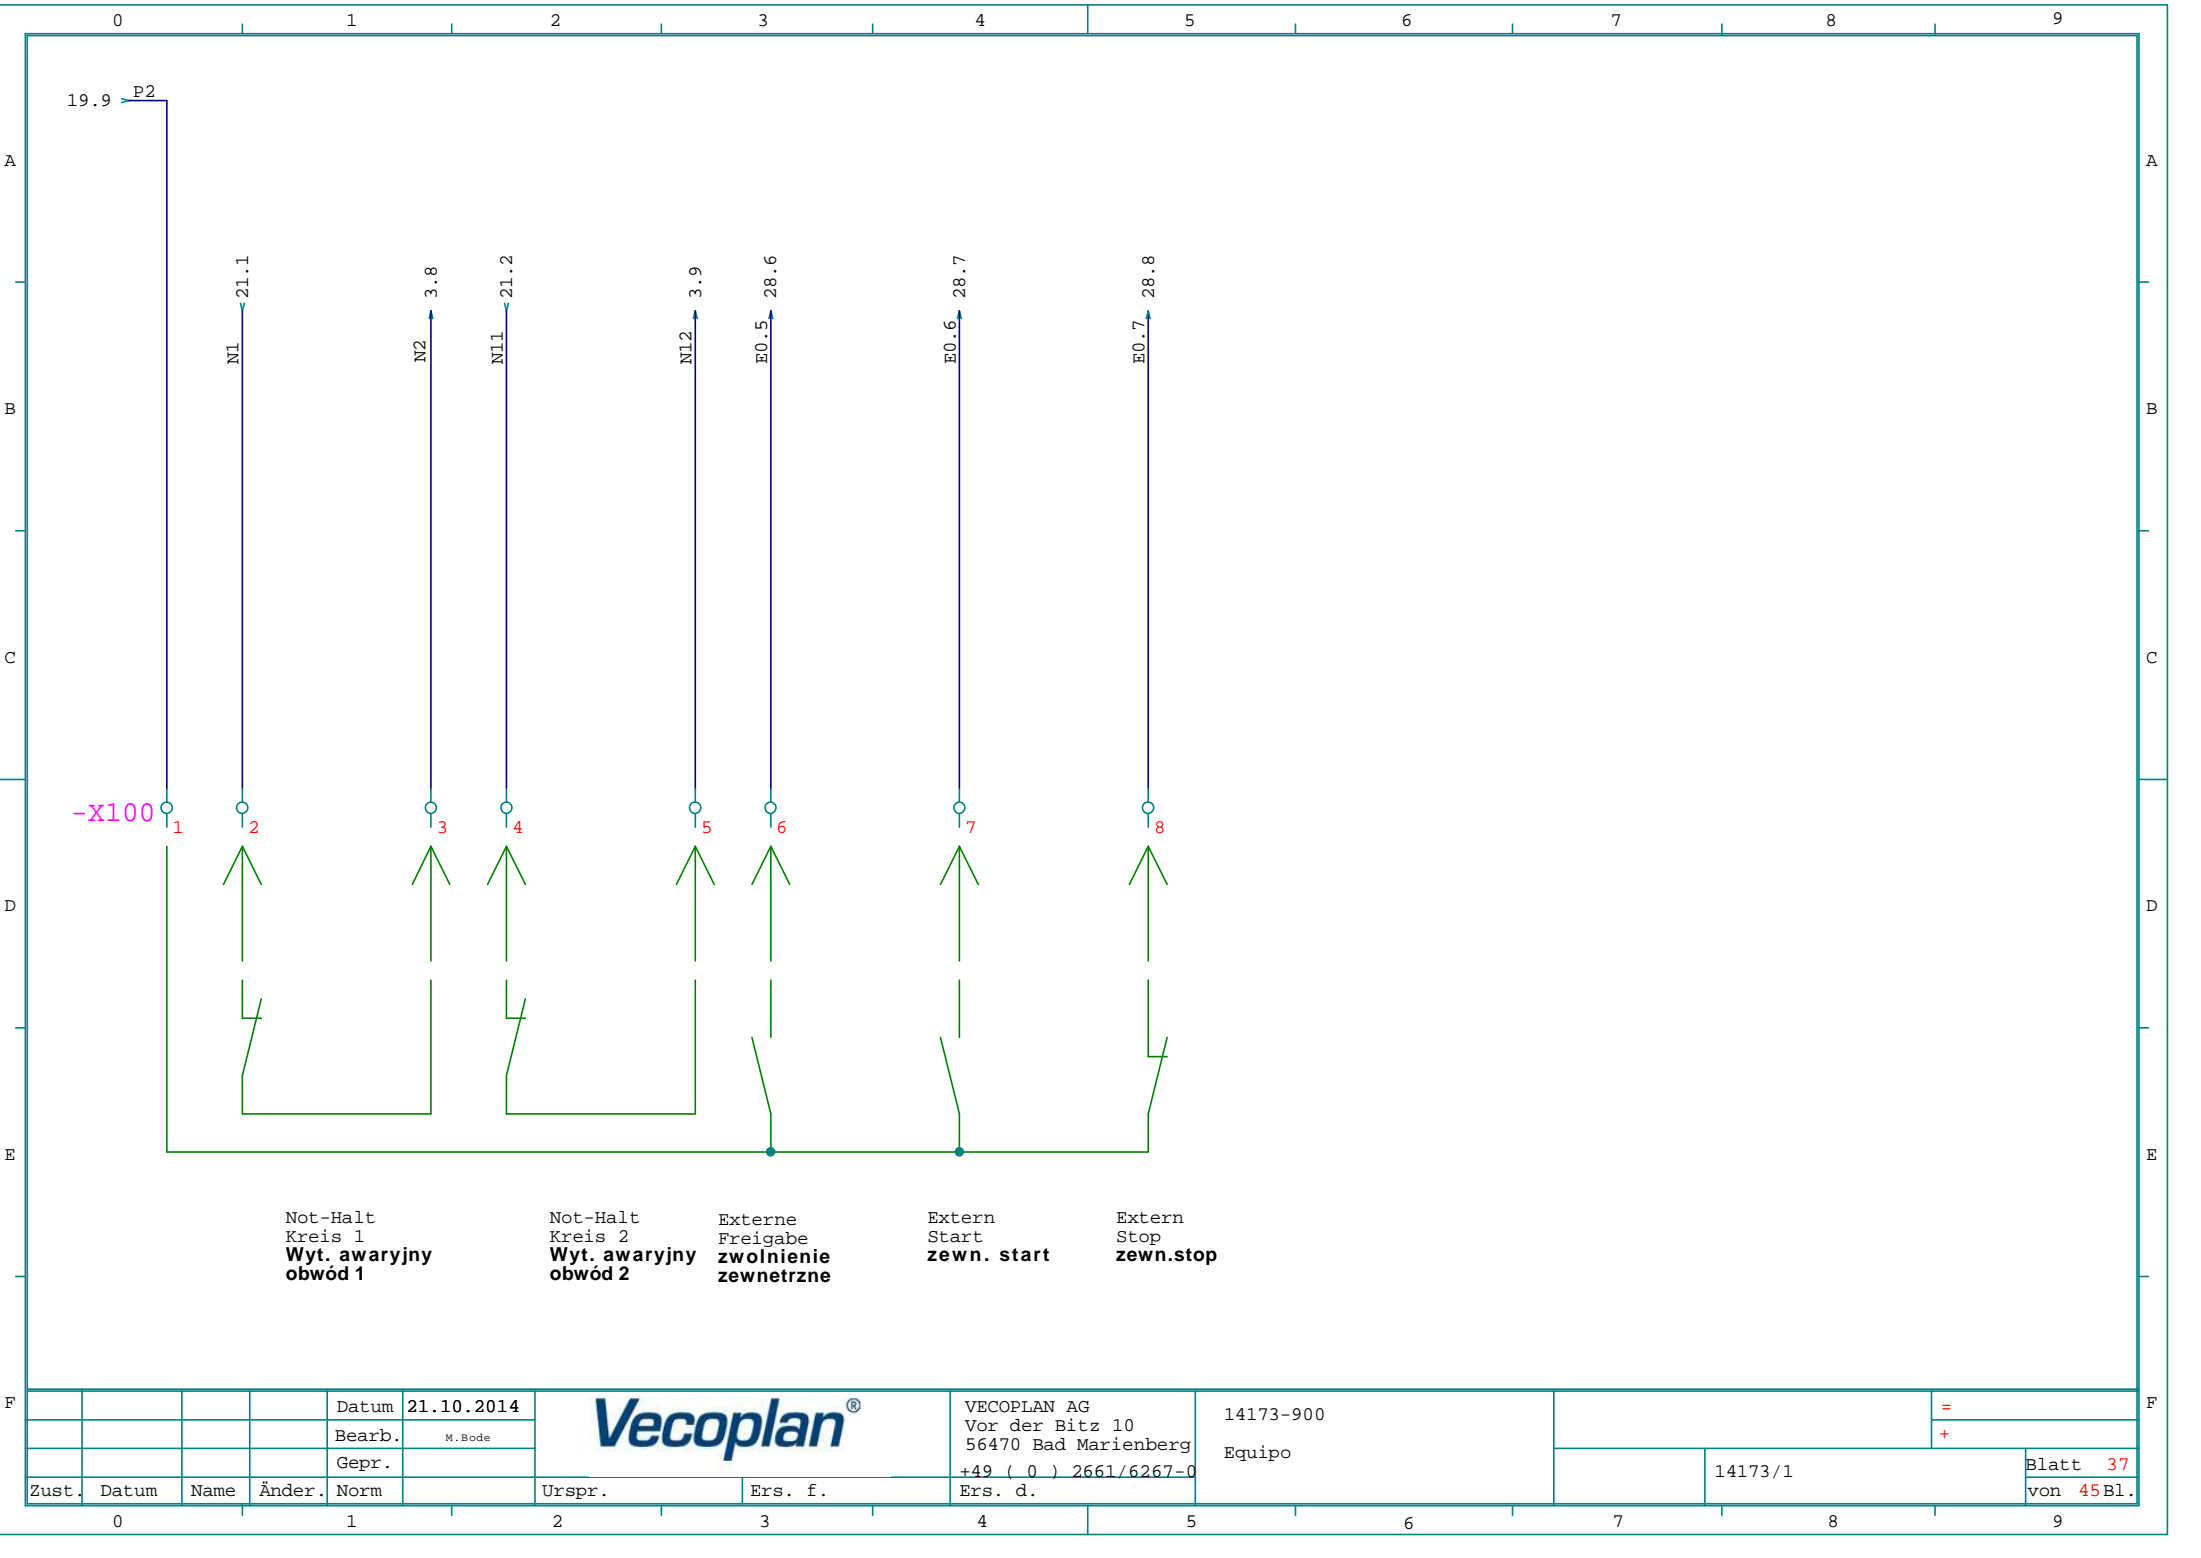 0 1 2 3 4 5 6 7 8 9
19.9 P2
A A
21.1 3.8 21.2 3.9 28.6 28.7 28.8
N1 N2 N11 N12 E0.5 E0.6 E0.7
B B
C C
-X100 1 2 3 4 5 6 7 8
D D
E E
Not-Halt
Kreis 1
Wyt. awaryjny
obwód 1
Not-Halt
Kreis 2
Wyt. awaryjny
obwód 2
Externe
Freigabe
zwolnienie
zewnetrzne
Extern
Start
zewn. start
Extern
Stop
zewn.stop
F F
Datum 21.10.2014
Bearb. M.Bode
Gepr.
Zust. Datum Name Änder. Norm
Vecoplan®
Urspr. Ers. f. Ers. d.
VECOPLAN AG
Vor der Bitz 10
56470 Bad Marienberg
+49 ( 0 ) 2661/6267-0
14173-900
Equipo
14173/1
=
+
Blatt 37
von 45 Bl.
0 1 2 3 4 5 6 7 8 9